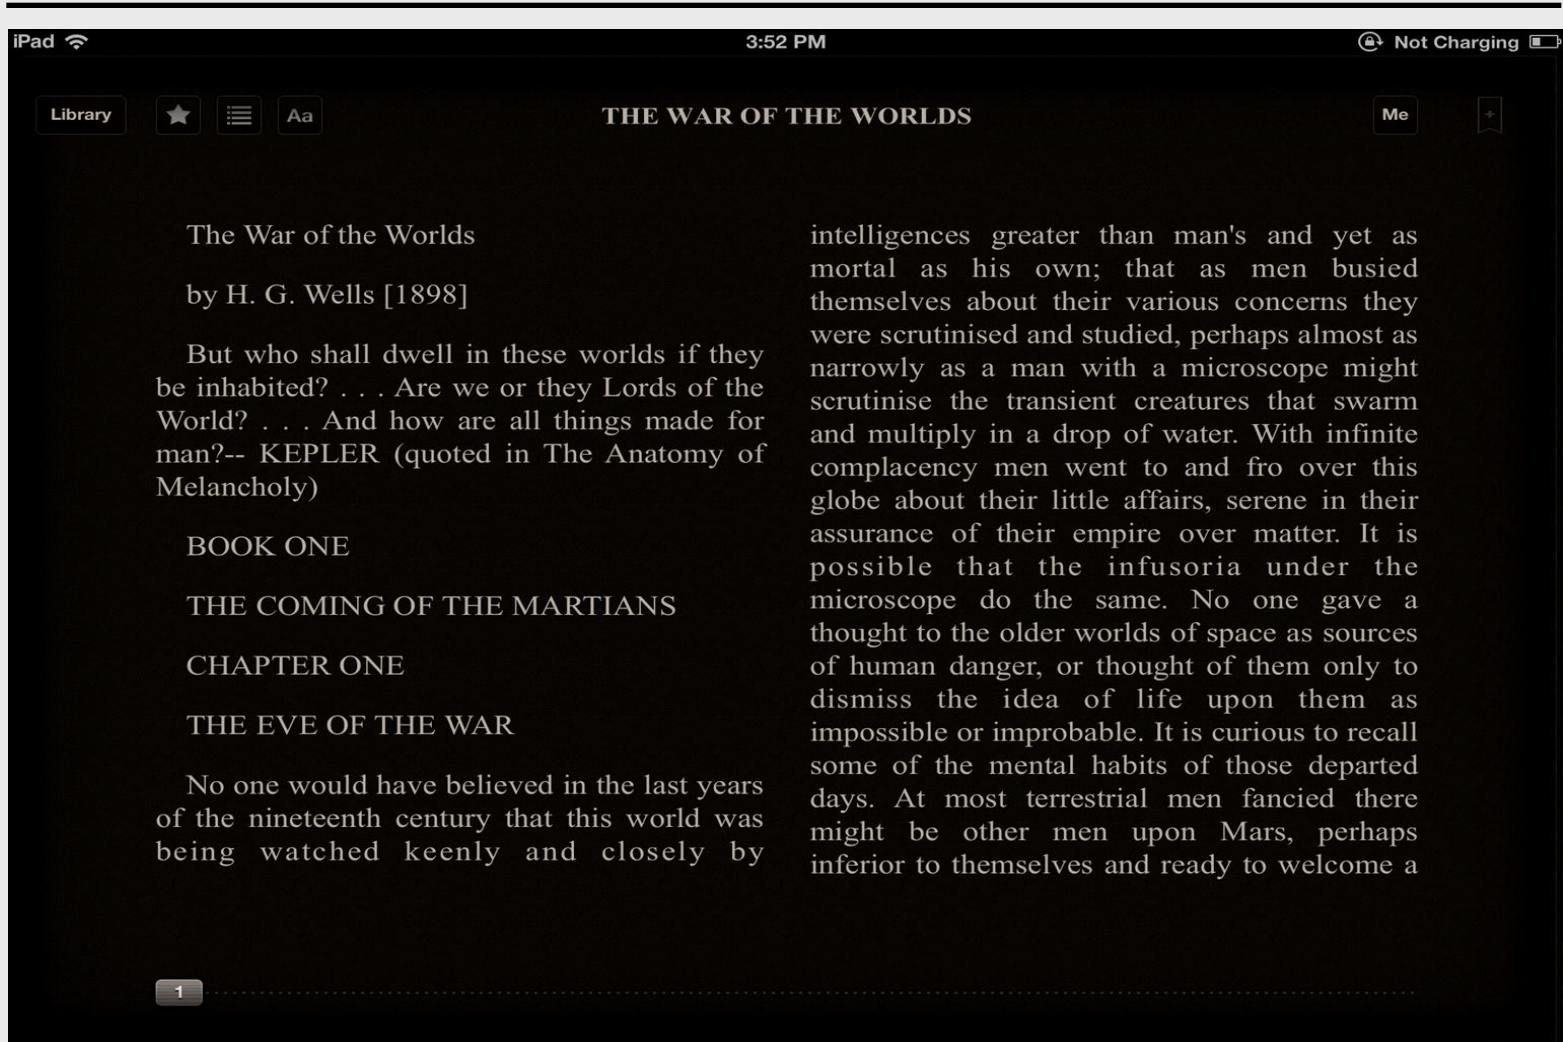 iPad
3:52 PM
Not Charging
Library
Aa
THE WAR OF THE WORLDS
Me
The War of the Worlds
by H. G. Wells [1898]
But who shall dwell in these worlds if they
be inhabited? . . . Are we or they Lords of the
World? . . . And how are all things made for
man?-- KEPLER (quoted in The Anatomy of
Melancholy)
BOOK ONE
THE COMING OF THE MARTIANS
CHAPTER ONE
THE EVE OF THE WAR
No one would have believed in the last years
of the nineteenth century that this world was
being watched keenly and closely by
intelligences greater than man's and yet as
mortal as his own; that as men busied
themselves about their various concerns they
were scrutinised and studied, perhaps almost as
narrowly as a man with a microscope might
scrutinise the transient creatures that swarm
and multiply in a drop of water. With infinite
complacency men went to and fro over this
globe about their little affairs, serene in their
assurance of their empire over matter. It is
possible that the infusoria under the
microscope do the same. No one gave a
thought to the older worlds of space as sources
of human danger, or thought of them only to
dismiss the idea of life upon them as
impossible or improbable. It is curious to recall
some of the mental habits of those departed
days. At most terrestrial men fancied there
might be other men upon Mars, perhaps
inferior to themselves and ready to welcome a
1